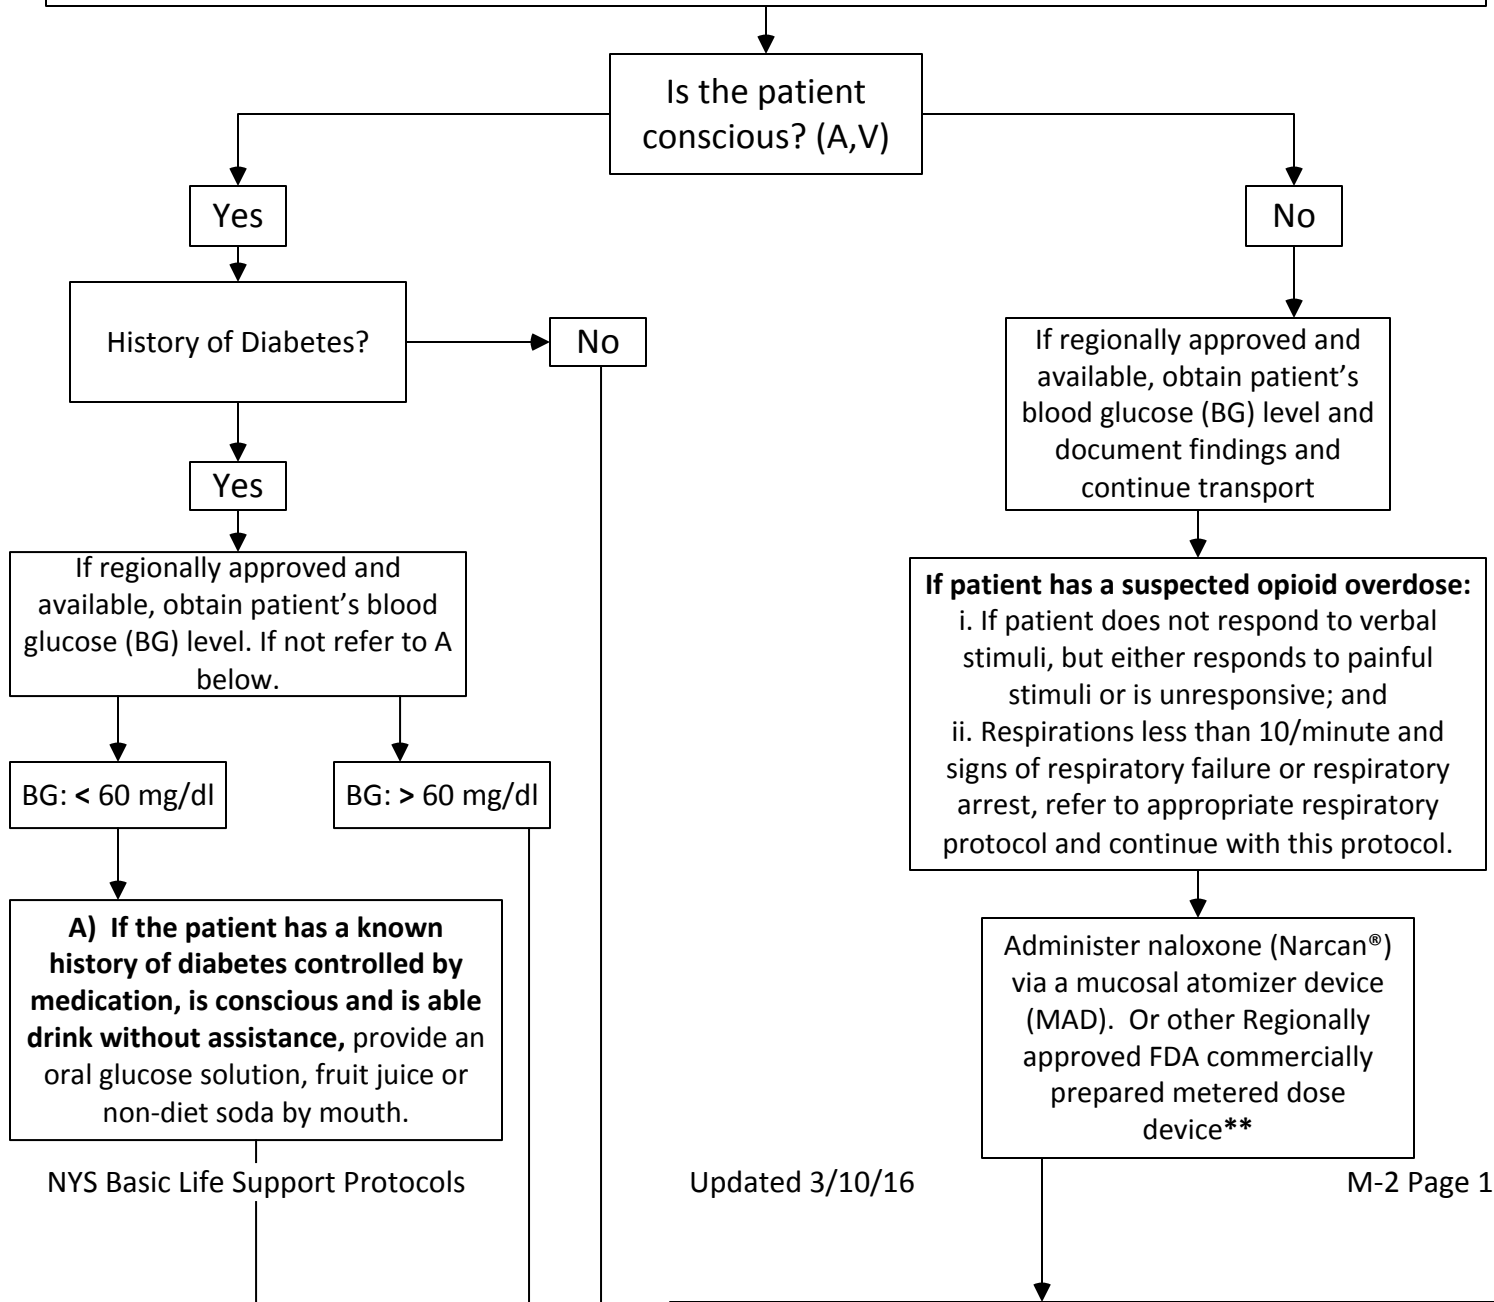 Is the patient
conscious? (A,V)
Yes
No
History of Diabetes?
No
Yes
If regionally approved and
available, obtain patient’s blood
glucose (BG) level. If not refer to A
below.
BG: < 60 mg/dl
BG: > 60 mg/dl
A) If the patient has a known
history of diabetes controlled by
medication, is conscious and is able
drink without assistance, provide an
oral glucose solution, fruit juice or
non-diet soda by mouth.
If regionally approved and
available, obtain patient’s
blood glucose (BG) level and
document findings and
continue transport
If patient has a suspected opioid overdose:
i. If patient does not respond to verbal
stimuli, but either responds to painful
stimuli or is unresponsive; and
ii. Respirations less than 10/minute and
signs of respiratory failure or respiratory
arrest, refer to appropriate respiratory
protocol and continue with this protocol.
Administer naloxone (Narcan®)
via a mucosal atomizer device
(MAD). Or other Regionally
approved FDA commercially
prepared metered dose
device**
NYS Basic Life Support Protocols
Updated 3/10/16
M-2 Page 1